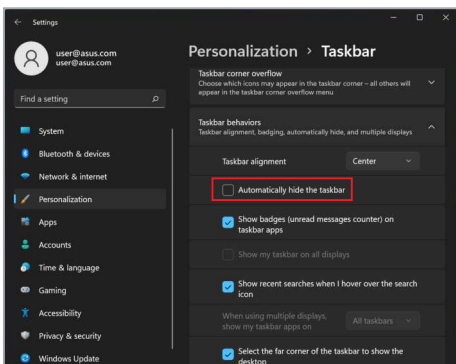 Settings
user@asus.com
user@asus.com
Find a setting
System
Bluetooth & devices
Network & internet
Personalization
Apps
Accounts
Time & language
Gaming
Accessibility
Privacy & security
Windows Update
Personalization > Taskbar
Taskbar corner overflow
Choose which icons may appear in the taskbar corner – all others will
appear in the taskbar corner overflow menu
Taskbar behaviors
Taskbar alignment, badging, automatically hide, and multiple displays
Taskbar alignment
Center
Automatically hide the taskbar
Show badges (unread messages counter) on
taskbar apps
Show my taskbar on all displays
Show recent searches when I hover over the search
icon
When using multiple displays,
show my taskbar apps on
All taskbars
Select the far corner of the taskbar to show the
desktop